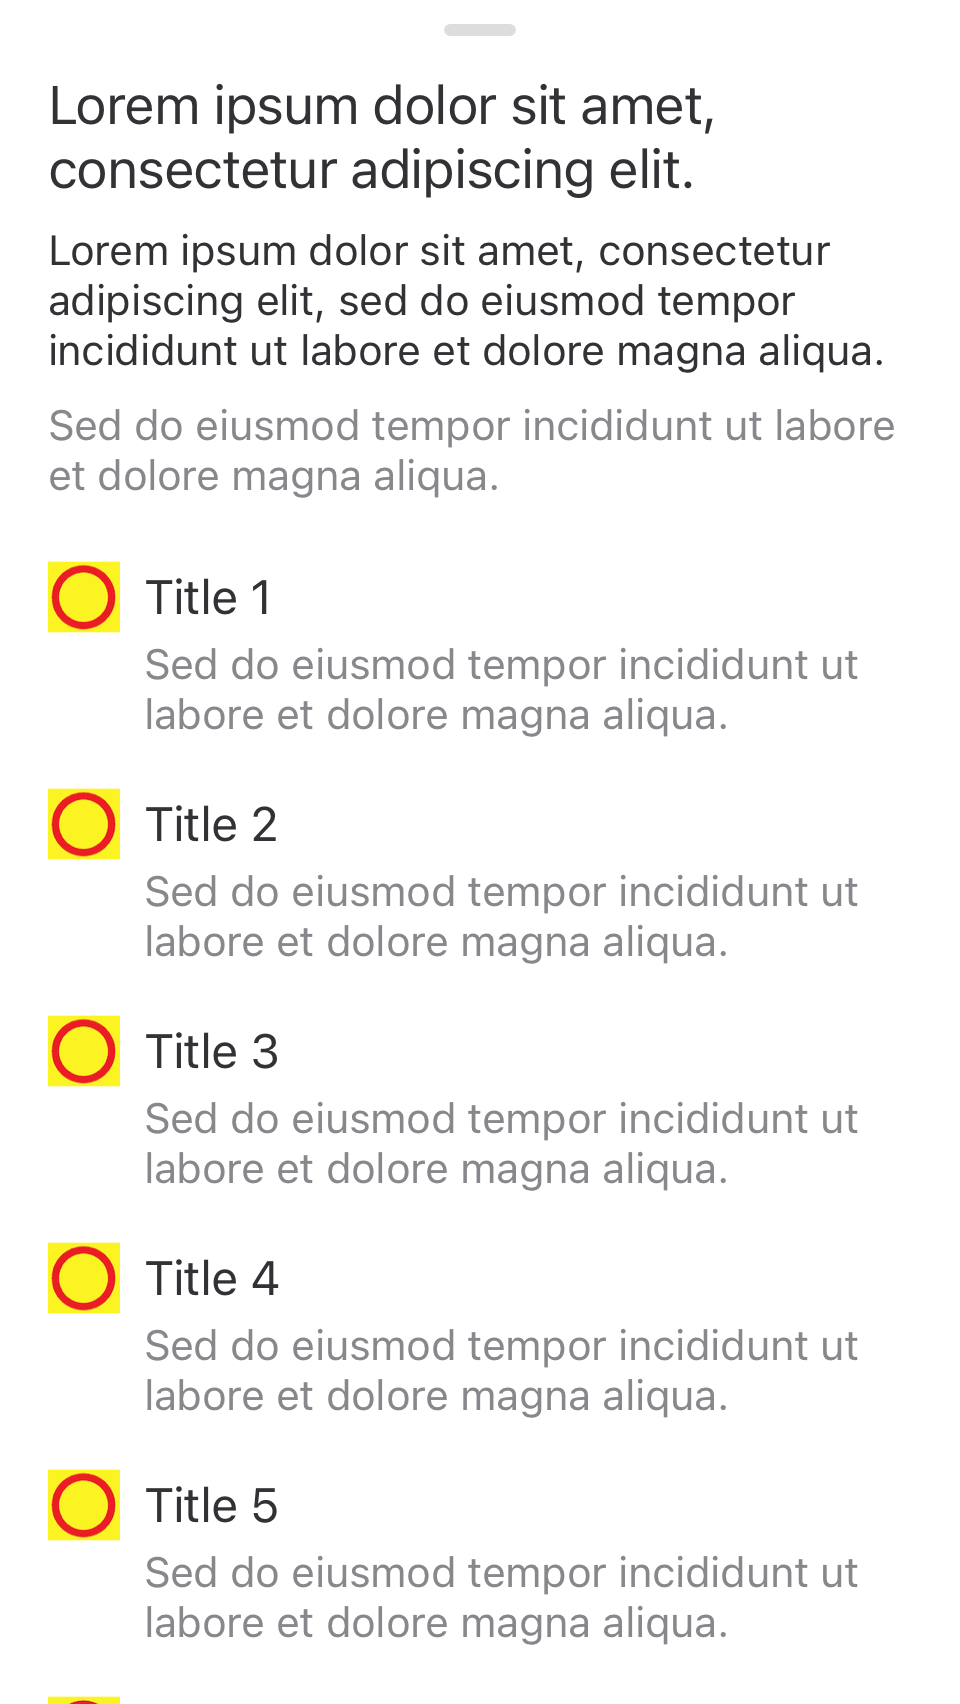 Lorem ipsum dolor sit amet,
consectetur adipiscing elit.
Lorem ipsum dolor sit amet, consectetur
adipiscing elit, sed do eiusmod tempor
incididunt ut labore et dolore magna aliqua.
Sed do eiusmod tempor incididunt ut labore
et dolore magna aliqua.
Title 1
Sed do eiusmod tempor incididunt ut
labore et dolore magna aliqua.
Title 2
Sed do eiusmod tempor incididunt ut
labore et dolore magna aliqua.
Title 3
Sed do eiusmod tempor incididunt ut
labore et dolore magna aliqua.
Title 4
Sed do eiusmod tempor incididunt ut
labore et dolore magna aliqua.
Title 5
Sed do eiusmod tempor incididunt ut
labore et dolore magna aliqua.